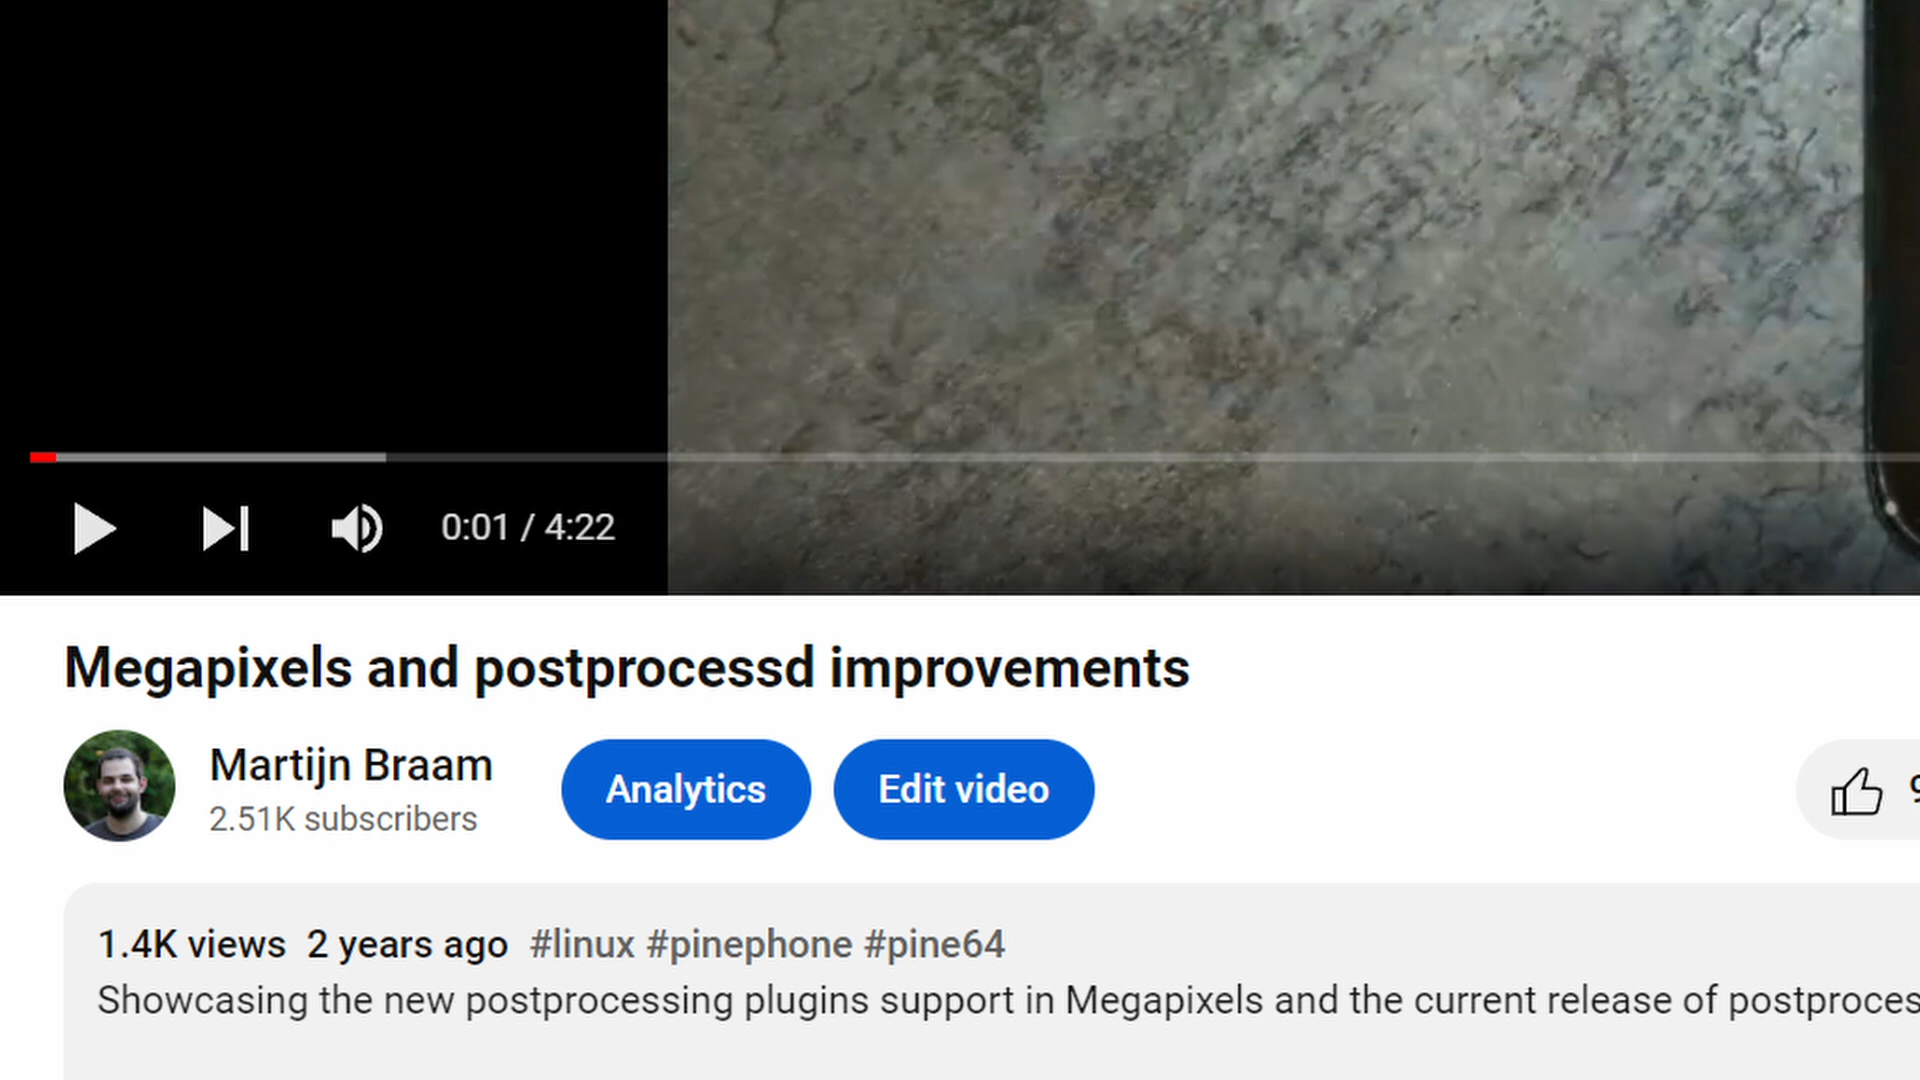 0:01 / 4:22
Megapixels and postprocessd improvements
Martijn Braam
2.51K subscribers
Analytics
Edit video
1.4K views 2 years ago #linux #pinephone #pine64
Showcasing the new postprocessing plugins support in Megapixels and the current release of